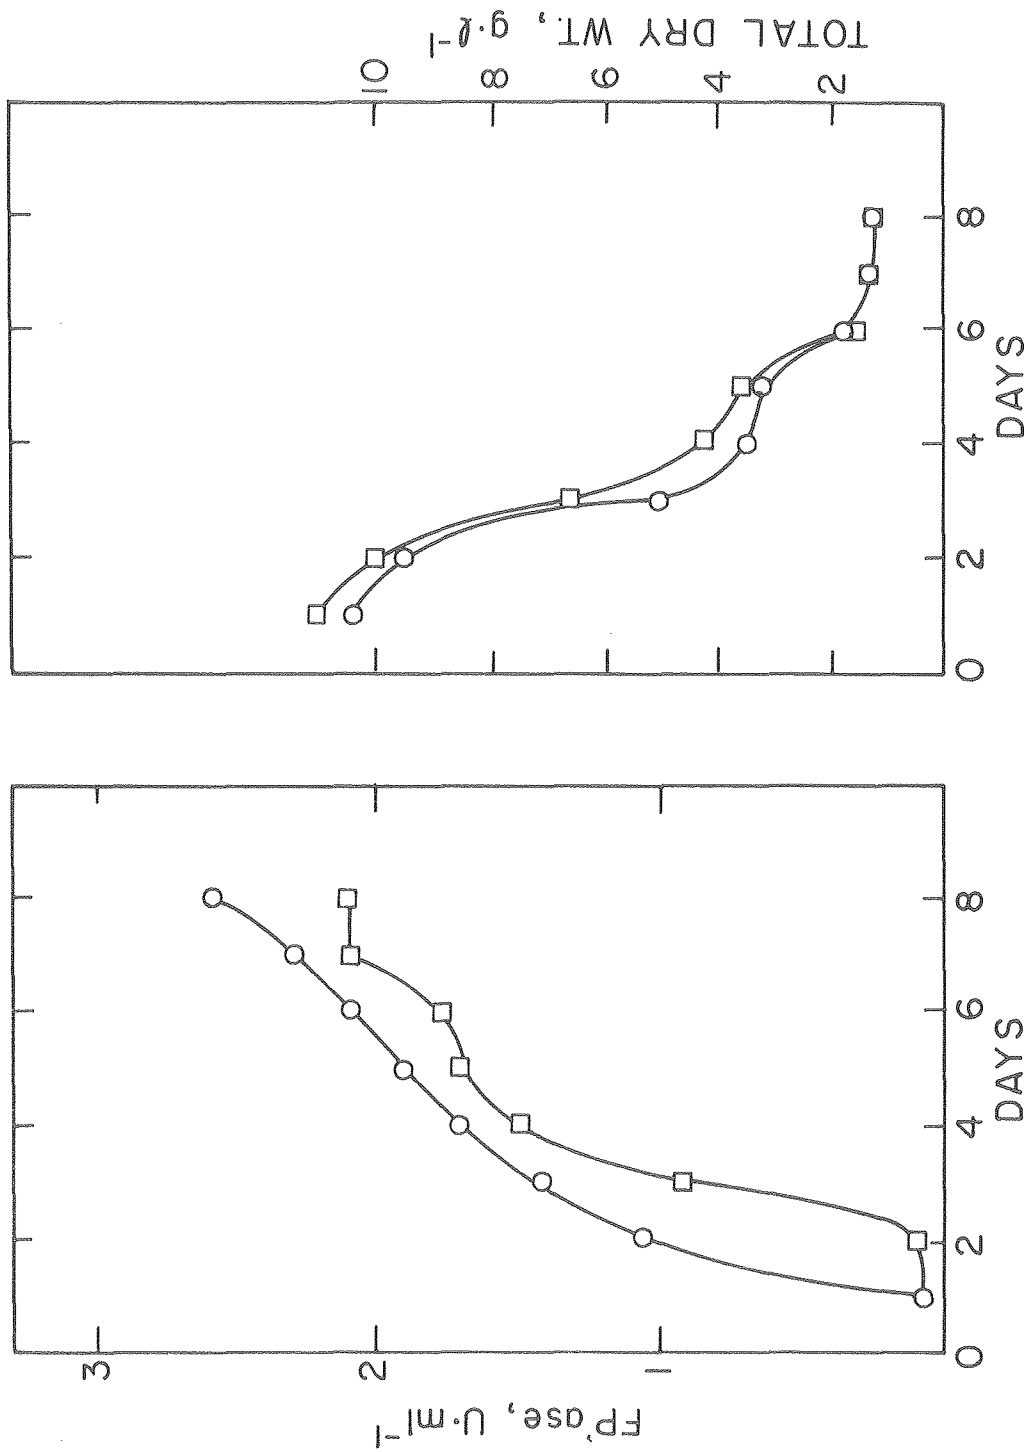 TOTAL DRY WT., g·ℓ⁻¹
10 8 6 4 2
0 2 4 6 8
DAYS
FP'ase, U·ml⁻¹
3 2 1
0 2 4 6 8
DAYS